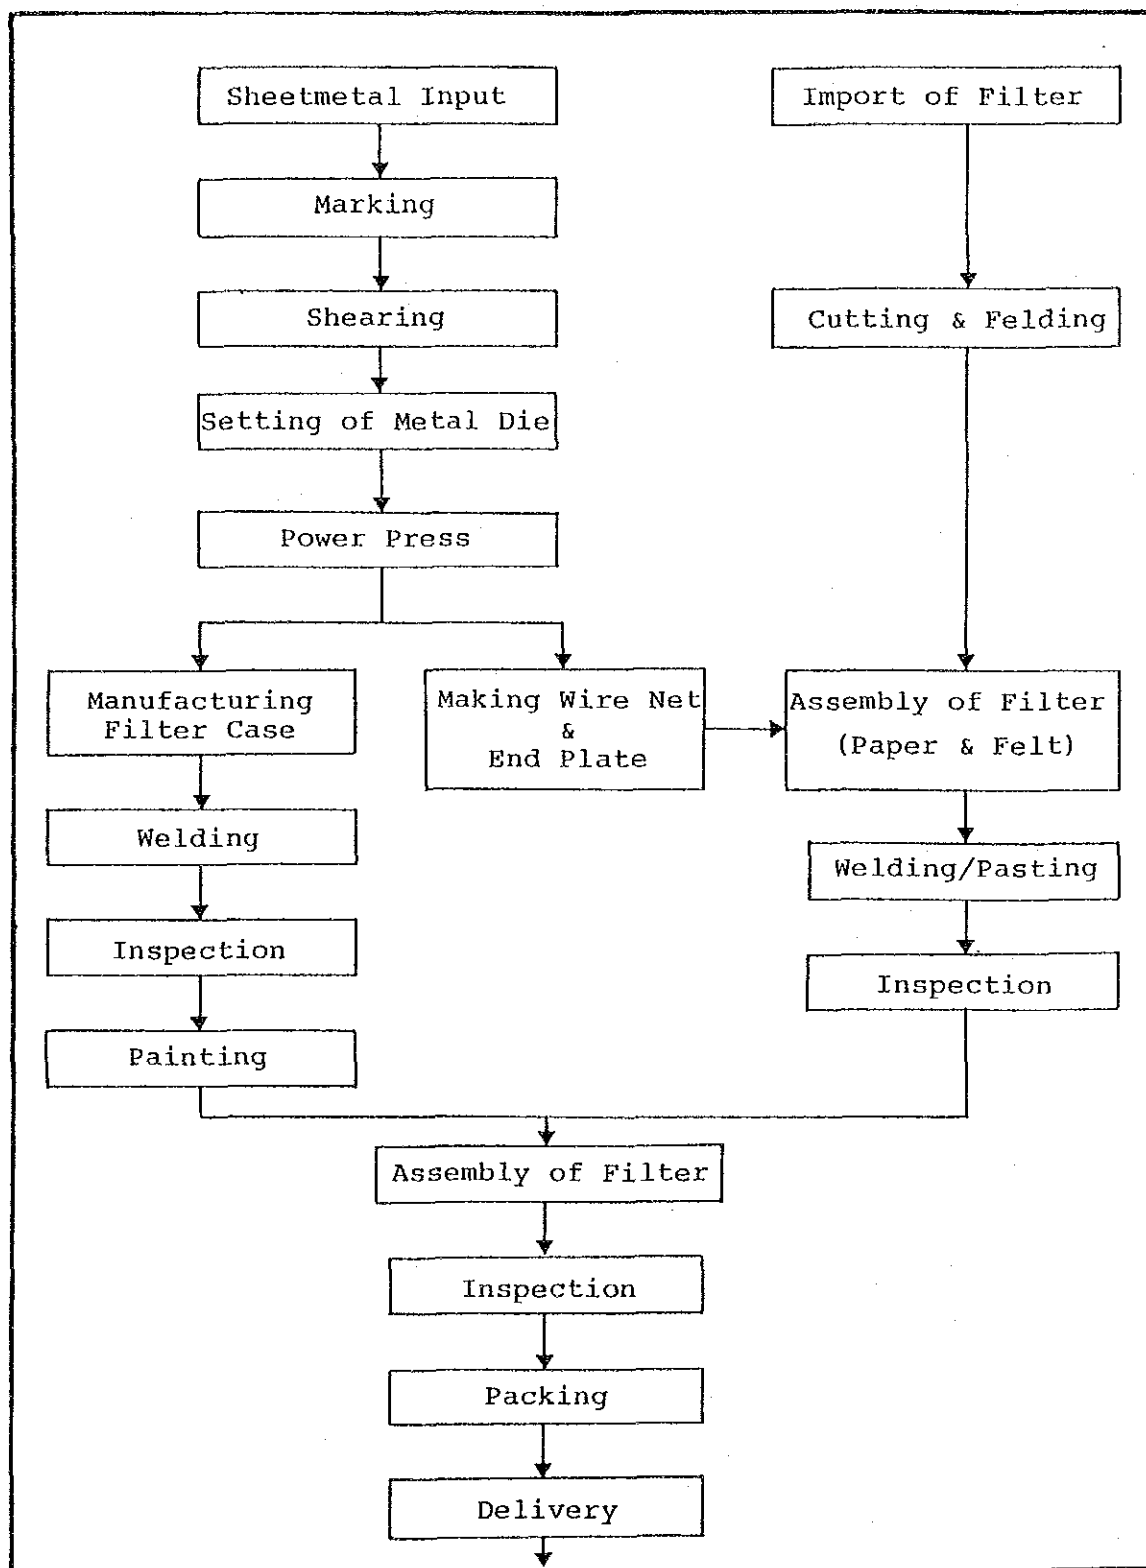 Sheetmetal Input
Import of Filter
Marking
Shearing
Cutting & Felding
Setting of Metal Die
Power Press
Manufacturing
Filter Case
Making Wire Net
&
End Plate
Assembly of Filter
(Paper & Felt)
Welding
Welding/Pasting
Inspection
Inspection
Painting
Assembly of Filter
Inspection
Packing
Delivery